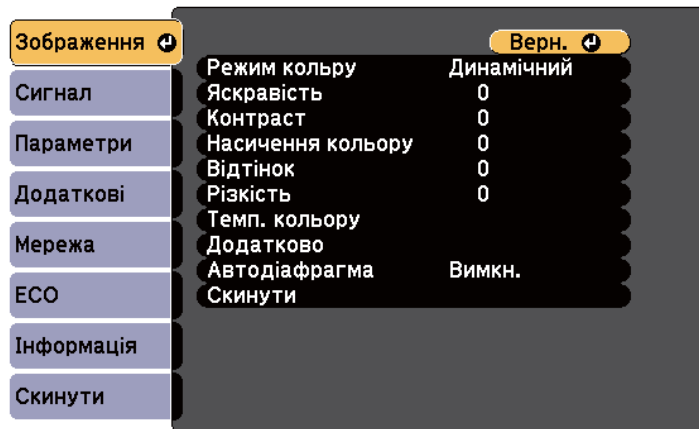 Зображення
Сигнал
Параметри
Додаткові
Мережа
ECO
Інформація
Скинути
Верн.
Режим кольру Динамічний
Яскравість 0
Контраст 0
Насичення кольору 0
Відтінок 0
Різкість 0
Темп. кольору
Додатково
Автодіафрагма Вимкн.
Скинути